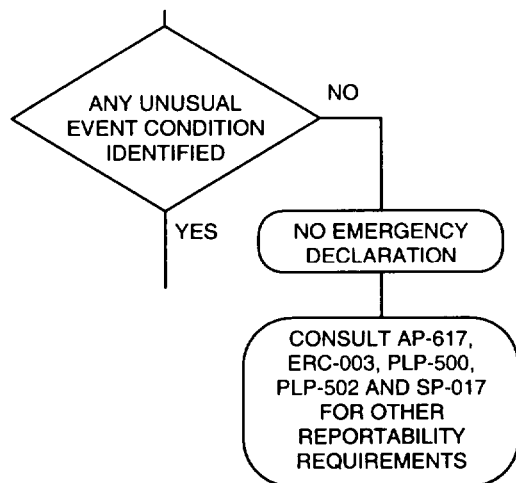 ANY UNUSUAL
EVENT CONDITION
IDENTIFIED
NO
YES
NO EMERGENCY
DECLARATION
CONSULT AP-617,
ERC-003, PLP-500,
PLP-502 AND SP-017
FOR OTHER
REPORTABILITY
REQUIREMENTS